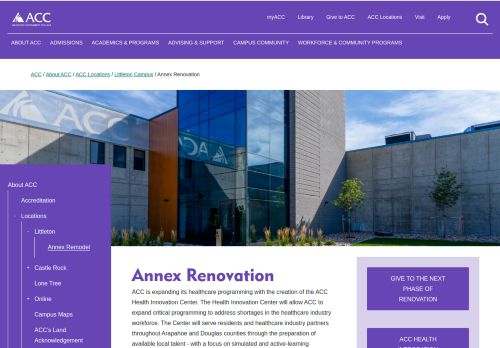 ACC
myACC Library Give to ACC ACC Locations Visit Apply
ABOUT ACC ADMISSIONS ACADEMICS & PROGRAMS ADVISING & SUPPORT CAMPUS COMMUNITY WORKFORCE & COMMUNITY PROGRAMS
ACC / About ACC / ACC Locations / Littleton Campus / Annex Renovation
ACC
ACC
About ACC
Accreditation
- Locations
- Littleton
Annex Remodel
+ Castle Rock
Lone Tree
+ Online
Campus Maps
ACC's Land
Acknowledgement
Annex Renovation
ACC is expanding its healthcare programming with the creation of the ACC
Health Innovation Center. The Health Innovation Center will allow ACC to
expand critical programming to address shortages in the healthcare industry
workforce. The Center will serve residents and healthcare industry partners
throughout Arapahoe and Douglas counties through the preparation of
available local talent - with a focus on simulated and active-learning
GIVE TO THE NEXT
PHASE OF
RENOVATION
ACC HEALTH